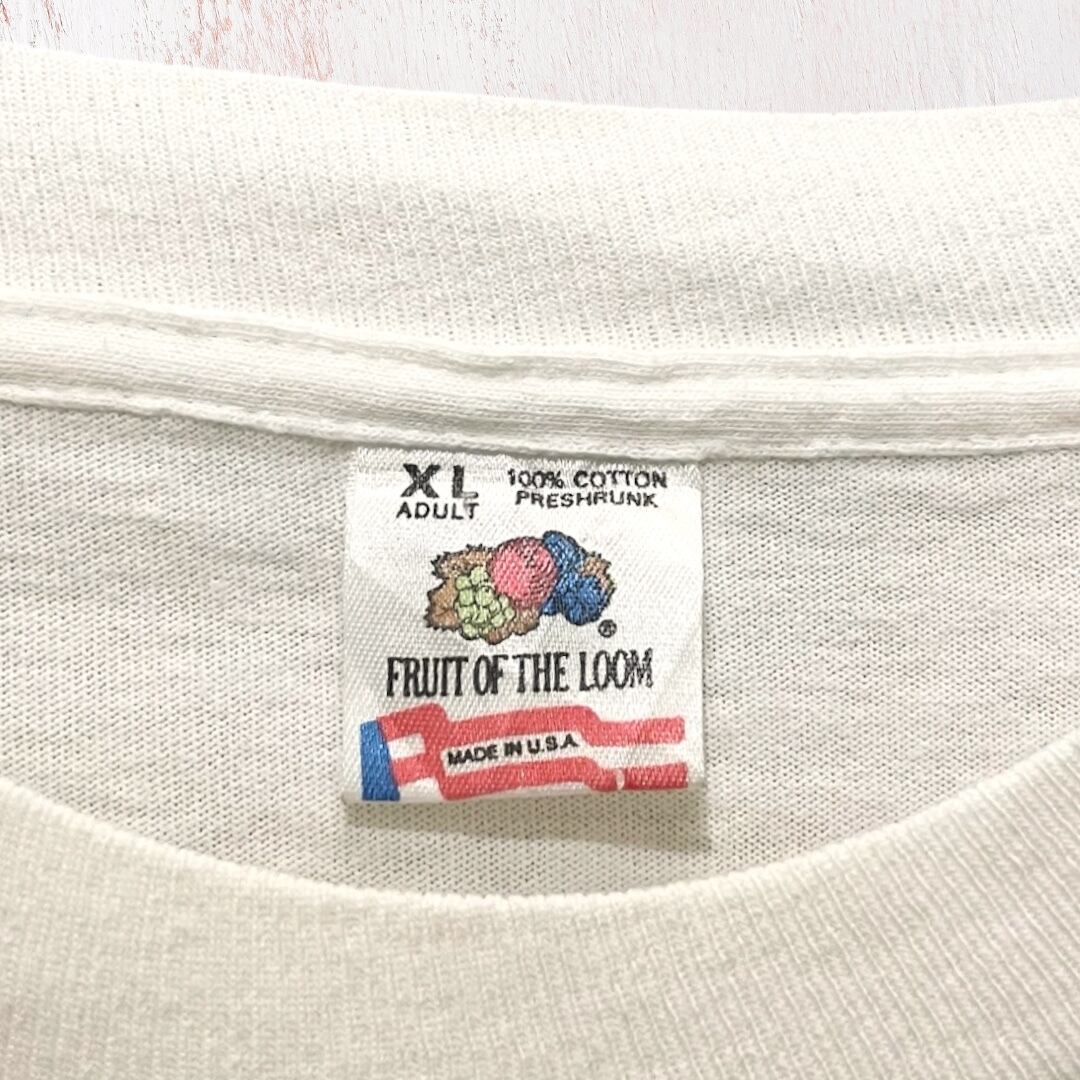 XL
ADULT
100% COTTON
PRESHRUNK
®
FRUIT OF THE LOOM
MADE IN U.S.A.